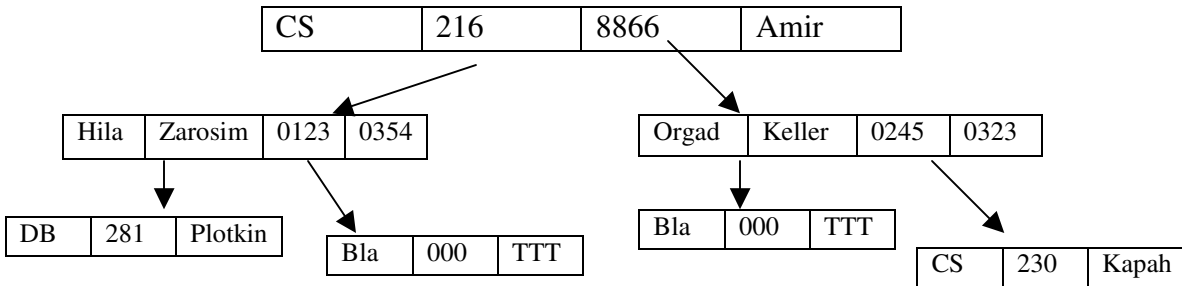 CS 216 8866 Amir
Hila Zarosim 0123 0354
Orgad Keller 0245 0323
DB 281 Plotkin
Bla 000 TTT
Bla 000 TTT
CS 230 Kapah